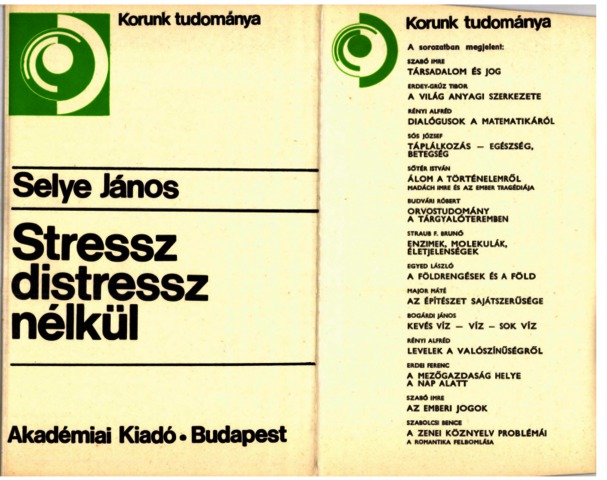 Korunk tudománya
Selye János
Stressz
distressz
nélkül
Akadémiai Kiadó • Budapest
Korunk tudománya
A sorozatban megjelent:
SZABÓ IMRE
TÁRSADALOM ÉS JOG
ERDEY-GRÚZ TIBOR
A VILÁG ANYAGI SZERKEZETE
RÉNYI ALFRÉD
DIALÓGUSOK A MATEMATIKÁRÓL
SÓS JÓZSEF
TÁPLÁLKOZÁS — EGÉSZSÉG,
BETEGSÉG
SŐTÉR ISTVÁN
ÁLOM A TÖRTÉNELEMRŐL
MADÁCH IMRE ÉS AZ EMBER TRAGÉDIÁJA
BUDVÁRI RÓBERT
ORVOSTUDOMÁNY
A TÁRGYALÓTEREMBEN
STRAUB F. BRUNÓ
ENZIMEK, MOLEKULÁK,
ÉLETJELENSÉGEK
EGYED LÁSZLÓ
A FÖLDRENGÉSEK ÉS A FÖLD
MAJOR MÁTÉ
AZ ÉPÍTÉSZET SAJÁTSZERŰSÉGE
BOGÁRDI JÁNOS
KEVÉS VÍZ — VÍZ — SOK VÍZ
RÉNYI ALFRÉD
LEVELEK A VALÓSZÍNŰSÉGRŐL
ERDEI FERENC
A MEZŐGAZDASÁG HELYE
A NAP ALATT
SZABÓ IMRE
AZ EMBERI JOGOK
SZABOLCSI BENCE
A ZENEI KÖZNYELV PROBLÉMÁI
A ROMANTIKA FELBOMLÁSA